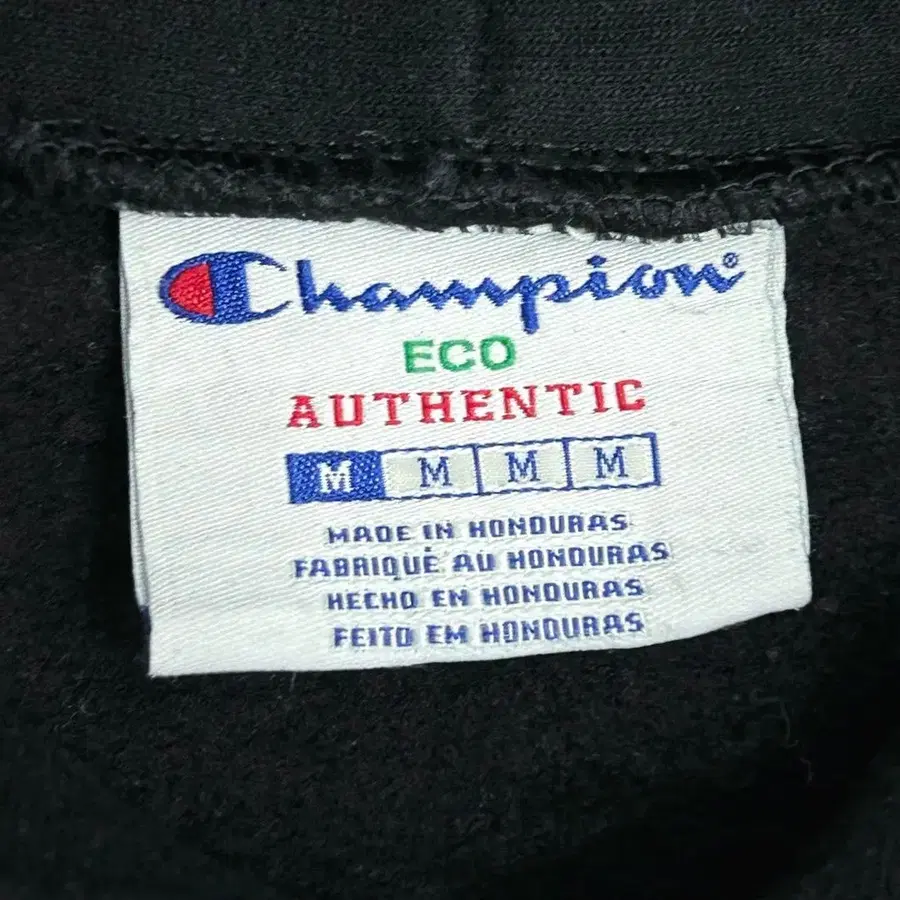 Champion®
ECO
AUTHENTIC
M M M M
MADE IN HONDURAS
FABRIQUÉ AU HONDURAS
HECHO EN HONDURAS
FEITO EM HONDURAS